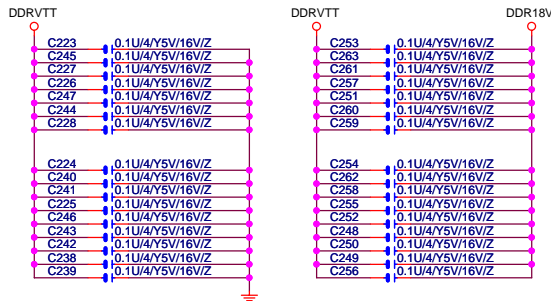 DDRVTT DDRVTT DDR18V
C223 0.1U/4/Y5V/16V/Z C253 0.1U/4/Y5V/16V/Z
C245 0.1U/4/Y5V/16V/Z C263 0.1U/4/Y5V/16V/Z
C227 0.1U/4/Y5V/16V/Z C261 0.1U/4/Y5V/16V/Z
C226 0.1U/4/Y5V/16V/Z C257 0.1U/4/Y5V/16V/Z
C247 0.1U/4/Y5V/16V/Z C251 0.1U/4/Y5V/16V/Z
C244 0.1U/4/Y5V/16V/Z C260 0.1U/4/Y5V/16V/Z
C228 0.1U/4/Y5V/16V/Z C259 0.1U/4/Y5V/16V/Z
C224 0.1U/4/Y5V/16V/Z C254 0.1U/4/Y5V/16V/Z
C240 0.1U/4/Y5V/16V/Z C262 0.1U/4/Y5V/16V/Z
C241 0.1U/4/Y5V/16V/Z C258 0.1U/4/Y5V/16V/Z
C225 0.1U/4/Y5V/16V/Z C255 0.1U/4/Y5V/16V/Z
C246 0.1U/4/Y5V/16V/Z C252 0.1U/4/Y5V/16V/Z
C243 0.1U/4/Y5V/16V/Z C248 0.1U/4/Y5V/16V/Z
C242 0.1U/4/Y5V/16V/Z C250 0.1U/4/Y5V/16V/Z
C238 0.1U/4/Y5V/16V/Z C249 0.1U/4/Y5V/16V/Z
C239 0.1U/4/Y5V/16V/Z C256 0.1U/4/Y5V/16V/Z